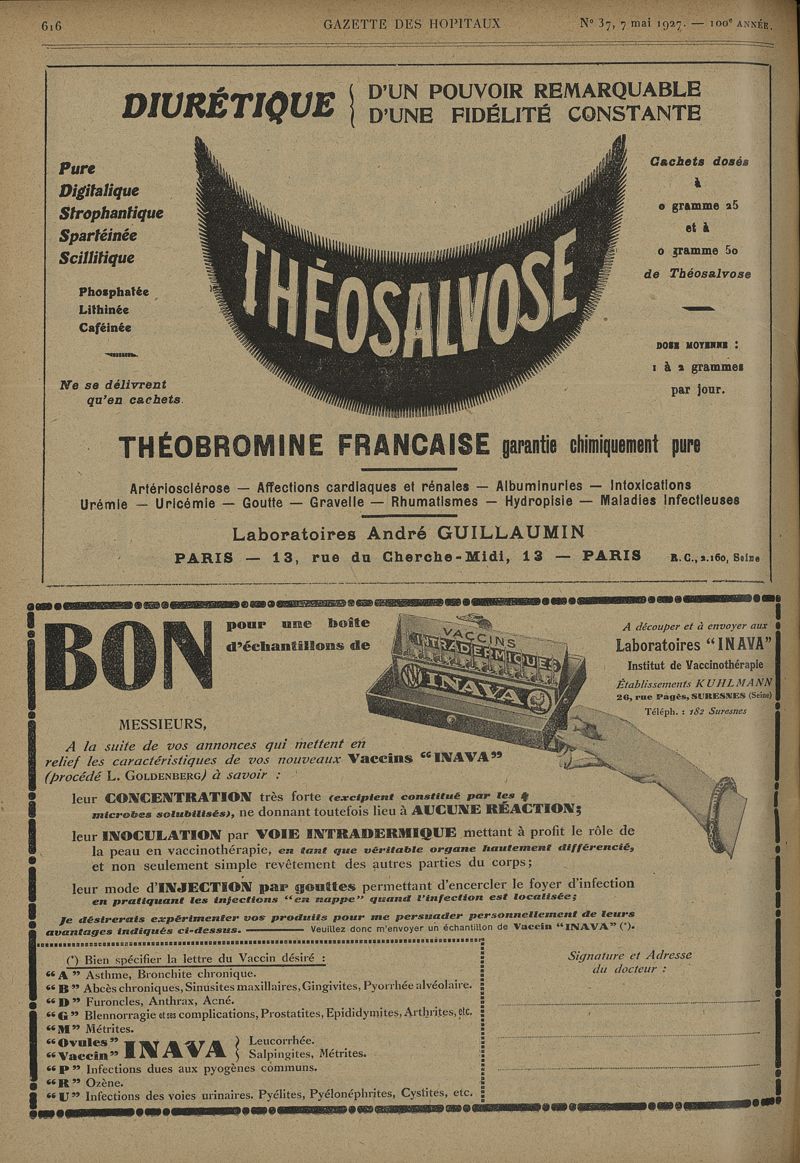 616
GAZETTE DES HOPITAUX
N° 37, 7 mai 1927. — 100e ANNÉE.
DIURÉTIQUE
D'UN POUVOIR REMARQUABLE
D'UNE FIDÉLITÉ CONSTANTE
Pure
Digitalique
Strophantique
Spartéinée
Scillitique
Phosphatée
Lithinée
Caféinée
Ne se délivrent
qu'en cachets.
THÉOSALVOSE
Cachets dosés
à
0 gramme 25
et à
0 gramme 50
de Théosalvose
DOSE MOYENNE :
1 à 2 grammes
par jour.
THÉOBROMINE FRANCAISE garantie chimiquement pure
Artériosclérose — Affections cardiaques et rénales — Albuminuries — Intoxications
Urémie — Uricémie — Goutte — Gravelle — Rhumatismes — Hydropisie — Maladies Infectieuses
Laboratoires André GUILLAUMIN
PARIS — 13, rue du Cherche-Midi, 13 — PARIS R. C., 2.160, Seine
BON
pour une boîte
d'échantillons de
VACCINS
INTRADERMIQUES
INAVA
A découper et à envoyer aux
Laboratoires "INAVA"
Institut de Vaccinothérapie
Établissements KUHLMANN
26, rue Pagès, SURESNES (Seine)
Téléph. : 182 Suresnes
MESSIEURS,
A la suite de vos annonces qui mettent en
relief les caractéristiques de vos nouveaux Vaccins "INAVA"
(procédé L. GOLDENBERG) à savoir :
leur CONCENTRATION très forte (excipient constitué par les
microbes solubilisés), ne donnant toutefois lieu à AUCUNE RÉACTION;
leur INOCULATION par VOIE INTRADERMIQUE mettant à profit le rôle de
la peau en vaccinothérapie, en tant que véritable organe hautement différencié,
et non seulement simple revêtement des autres parties du corps;
leur mode d'INJECTION par gouttes permettant d'encercler le foyer d'infection
en pratiquant les injections "en nappe" quand l'infection est localisée;
Je désirerais expérimenter vos produits pour me persuader personnellement de leurs
avantages indiqués ci-dessus. — Veuillez donc m'envoyer un échantillon de Vaccin "INAVA" (*).
(*) Bien spécifier la lettre du Vaccin désiré :
"A" Asthme, Bronchite chronique.
"B" Abcès chroniques, Sinusites maxillaires, Gingivites, Pyorrhée alvéolaire.
"D" Furoncles, Anthrax, Acné.
"G" Blennorragie et ses complications, Prostatites, Epididymites, Arthrites, etc.
"M" Métrites.
"Ovules" INAVA Leucorrhée.
"Vaccin" Salpingites, Métrites.
"P" Infections dues aux pyogènes communs.
"R" Ozène.
"U" Infections des voies urinaires. Pyélites, Pyélonéphrites, Cystites, etc.
Signature et Adresse
du docteur :